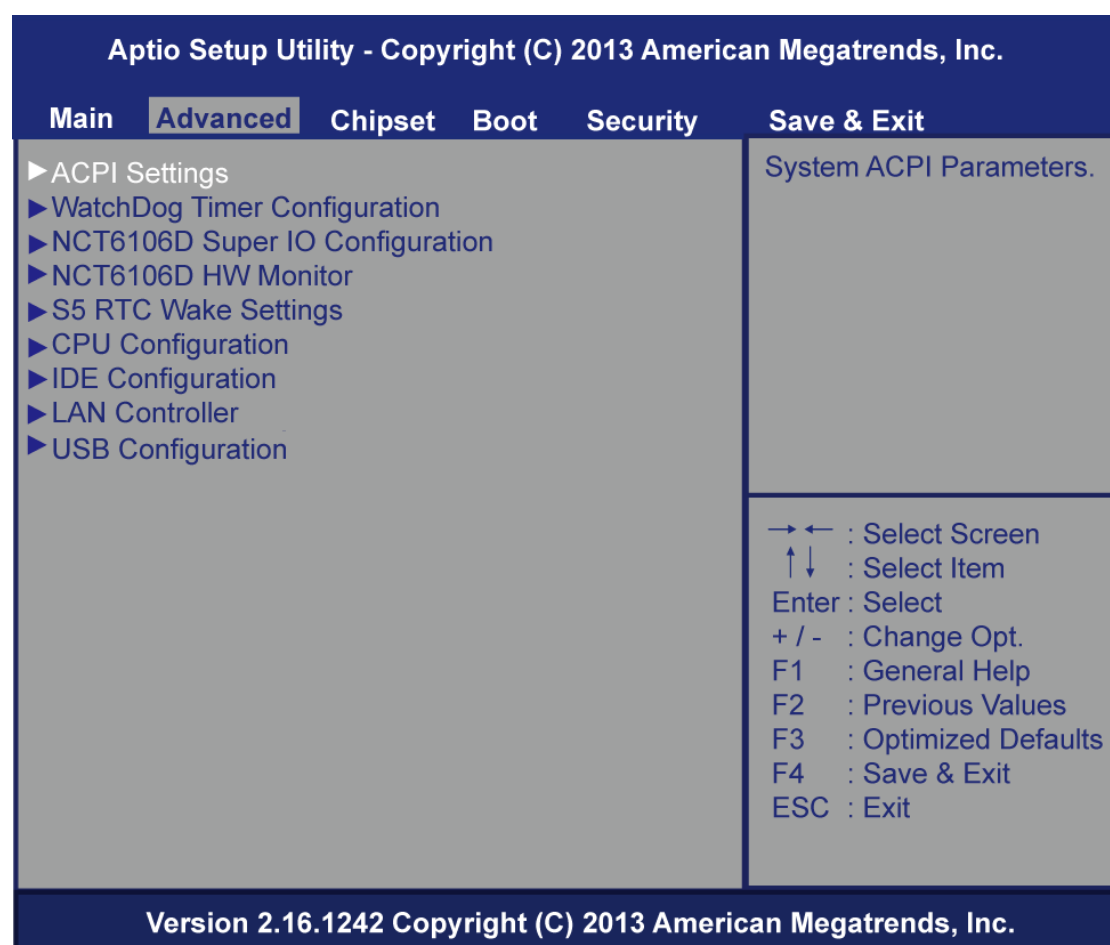 Aptio Setup Utility - Copyright (C) 2013 American Megatrends, Inc.
Main Advanced Chipset Boot Security Save & Exit
►ACPI Settings
►WatchDog Timer Configuration
►NCT6106D Super IO Configuration
►NCT6106D HW Monitor
►S5 RTC Wake Settings
►CPU Configuration
►IDE Configuration
►LAN Controller
►USB Configuration
System ACPI Parameters.
→ ← : Select Screen
↑↓ : Select Item
Enter : Select
+ / - : Change Opt.
F1 : General Help
F2 : Previous Values
F3 : Optimized Defaults
F4 : Save & Exit
ESC : Exit
Version 2.16.1242 Copyright (C) 2013 American Megatrends, Inc.